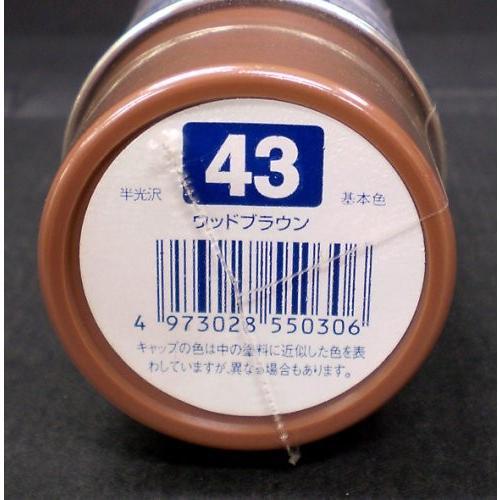 43
半光沢 基本色
ウッドブラウン
4 973028 550306
キャップの色は中の塗料に近似した色を表
わしていますが、異なる場合もあります。